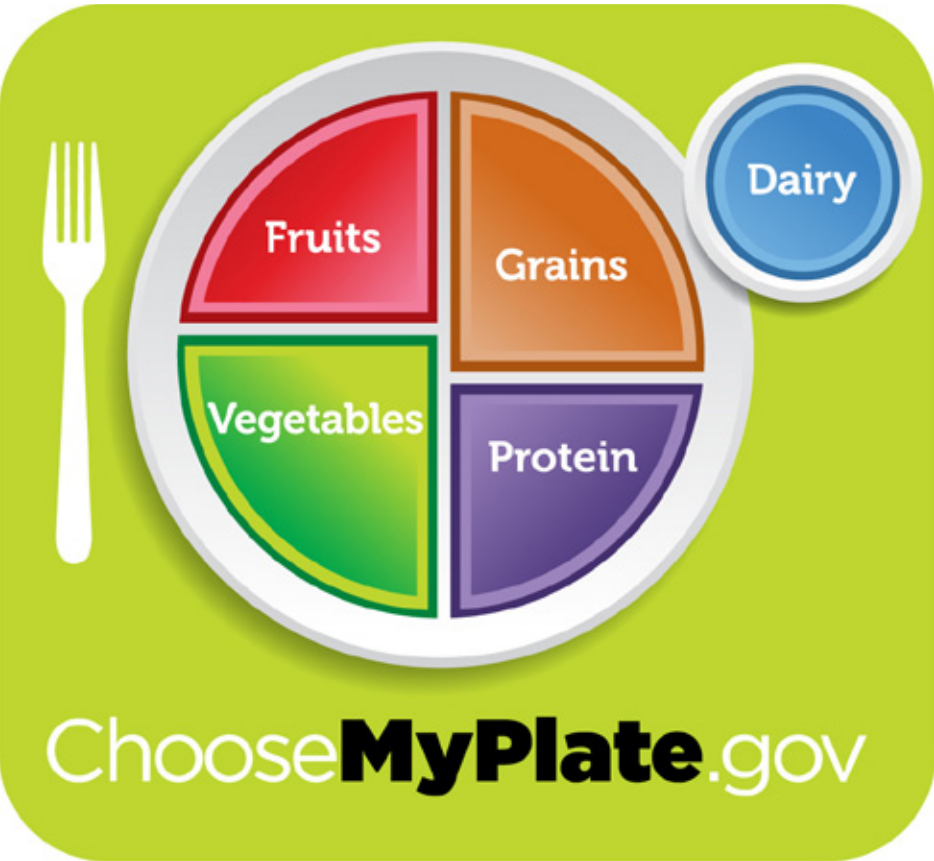 Fruits
Grains
Dairy
Vegetables
Protein
ChooseMyPlate.gov